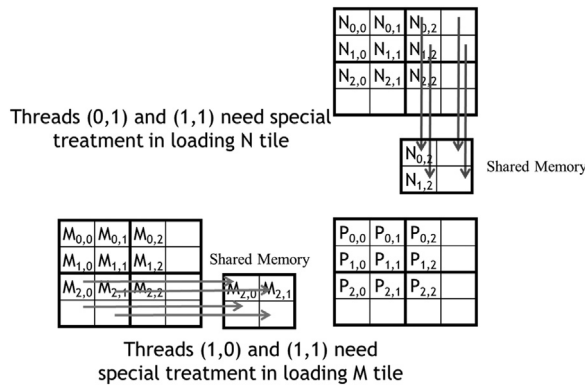 N0,0 N0,1 N0,2
N1,0 N1,1 N1,2
N2,0 N2,1 N2,2
Threads (0,1) and (1,1) need special
treatment in loading N tile
N0,2
N1,2
Shared Memory
M0,0 M0,1 M0,2
M1,0 M1,1 M1,2
M2,0 M2,1 M2,2
Shared Memory
M2,0 M2,1
P0,0 P0,1 P0,2
P1,0 P1,1 P1,2
P2,0 P2,1 P2,2
Threads (1,0) and (1,1) need
special treatment in loading M tile